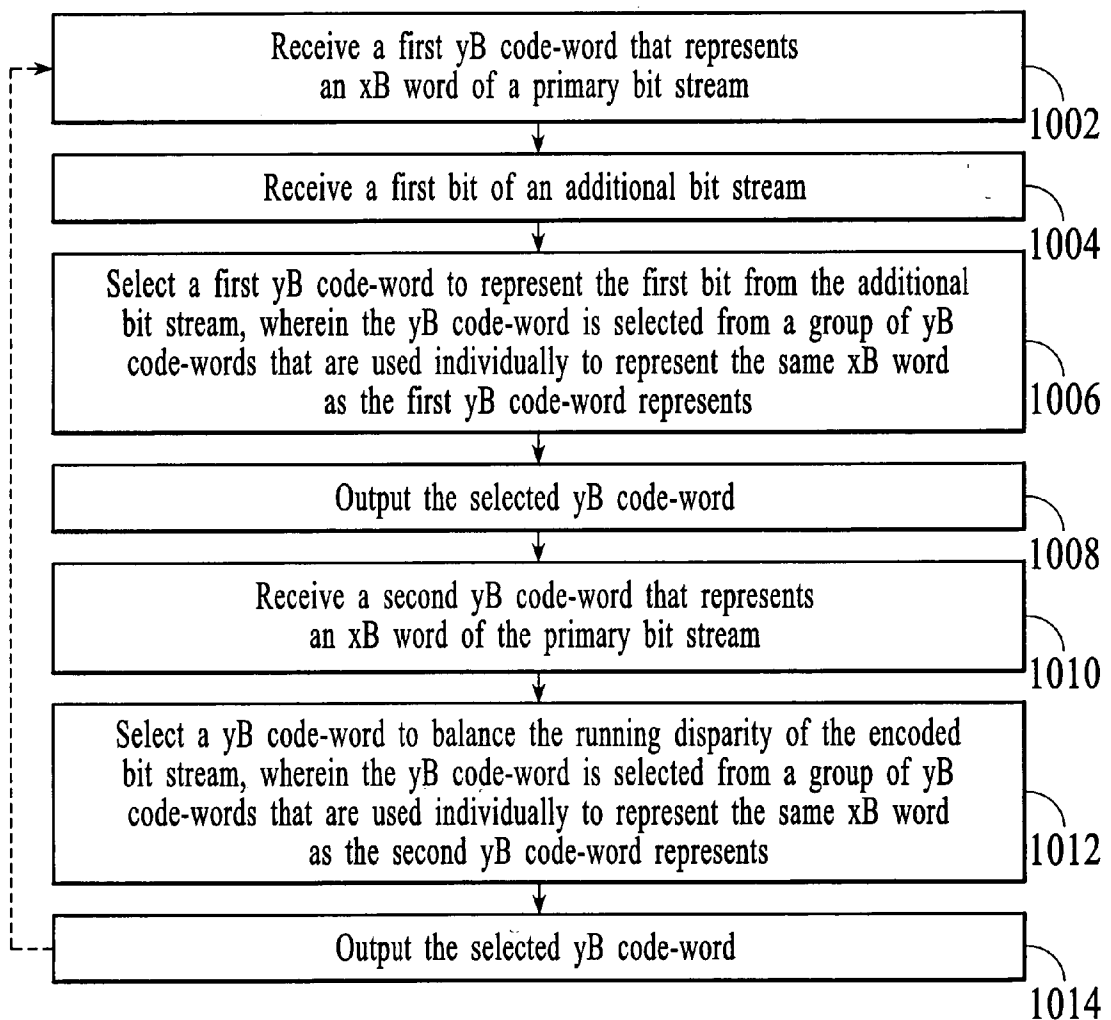 Receive a first yB code-word that represents
an xB word of a primary bit stream
1002
Receive a first bit of an additional bit stream
1004
Select a first yB code-word to represent the first bit from the additional
bit stream, wherein the yB code-word is selected from a group of yB
code-words that are used individually to represent the same xB word
as the first yB code-word represents
1006
Output the selected yB code-word
1008
Receive a second yB code-word that represents
an xB word of the primary bit stream
1010
Select a yB code-word to balance the running disparity of the encoded
bit stream, wherein the yB code-word is selected from a group of yB
code-words that are used individually to represent the same xB word
as the second yB code-word represents
1012
Output the selected yB code-word
1014